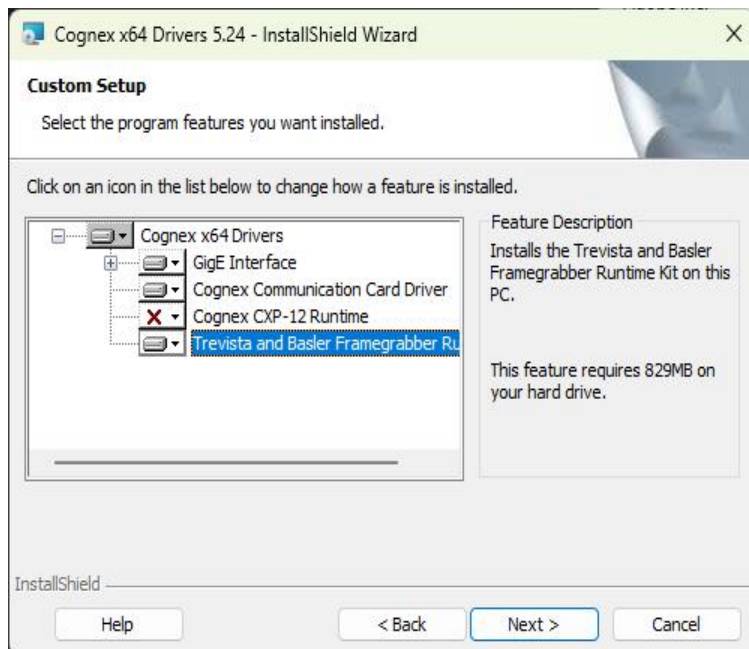 Cognex x64 Drivers 5.24 - InstallShield Wizard
Custom Setup
Select the program features you want installed.
Click on an icon in the list below to change how a feature is installed.
Cognex x64 Drivers
GigE Interface
Cognex Communication Card Driver
Cognex CXP-12 Runtime
Trevista and Basler Framegrabber Ru
Feature Description
Installs the Trevista and Basler
Framegrabber Runtime Kit on this
PC.
This feature requires 829MB on
your hard drive.
InstallShield
Help
< Back
Next >
Cancel